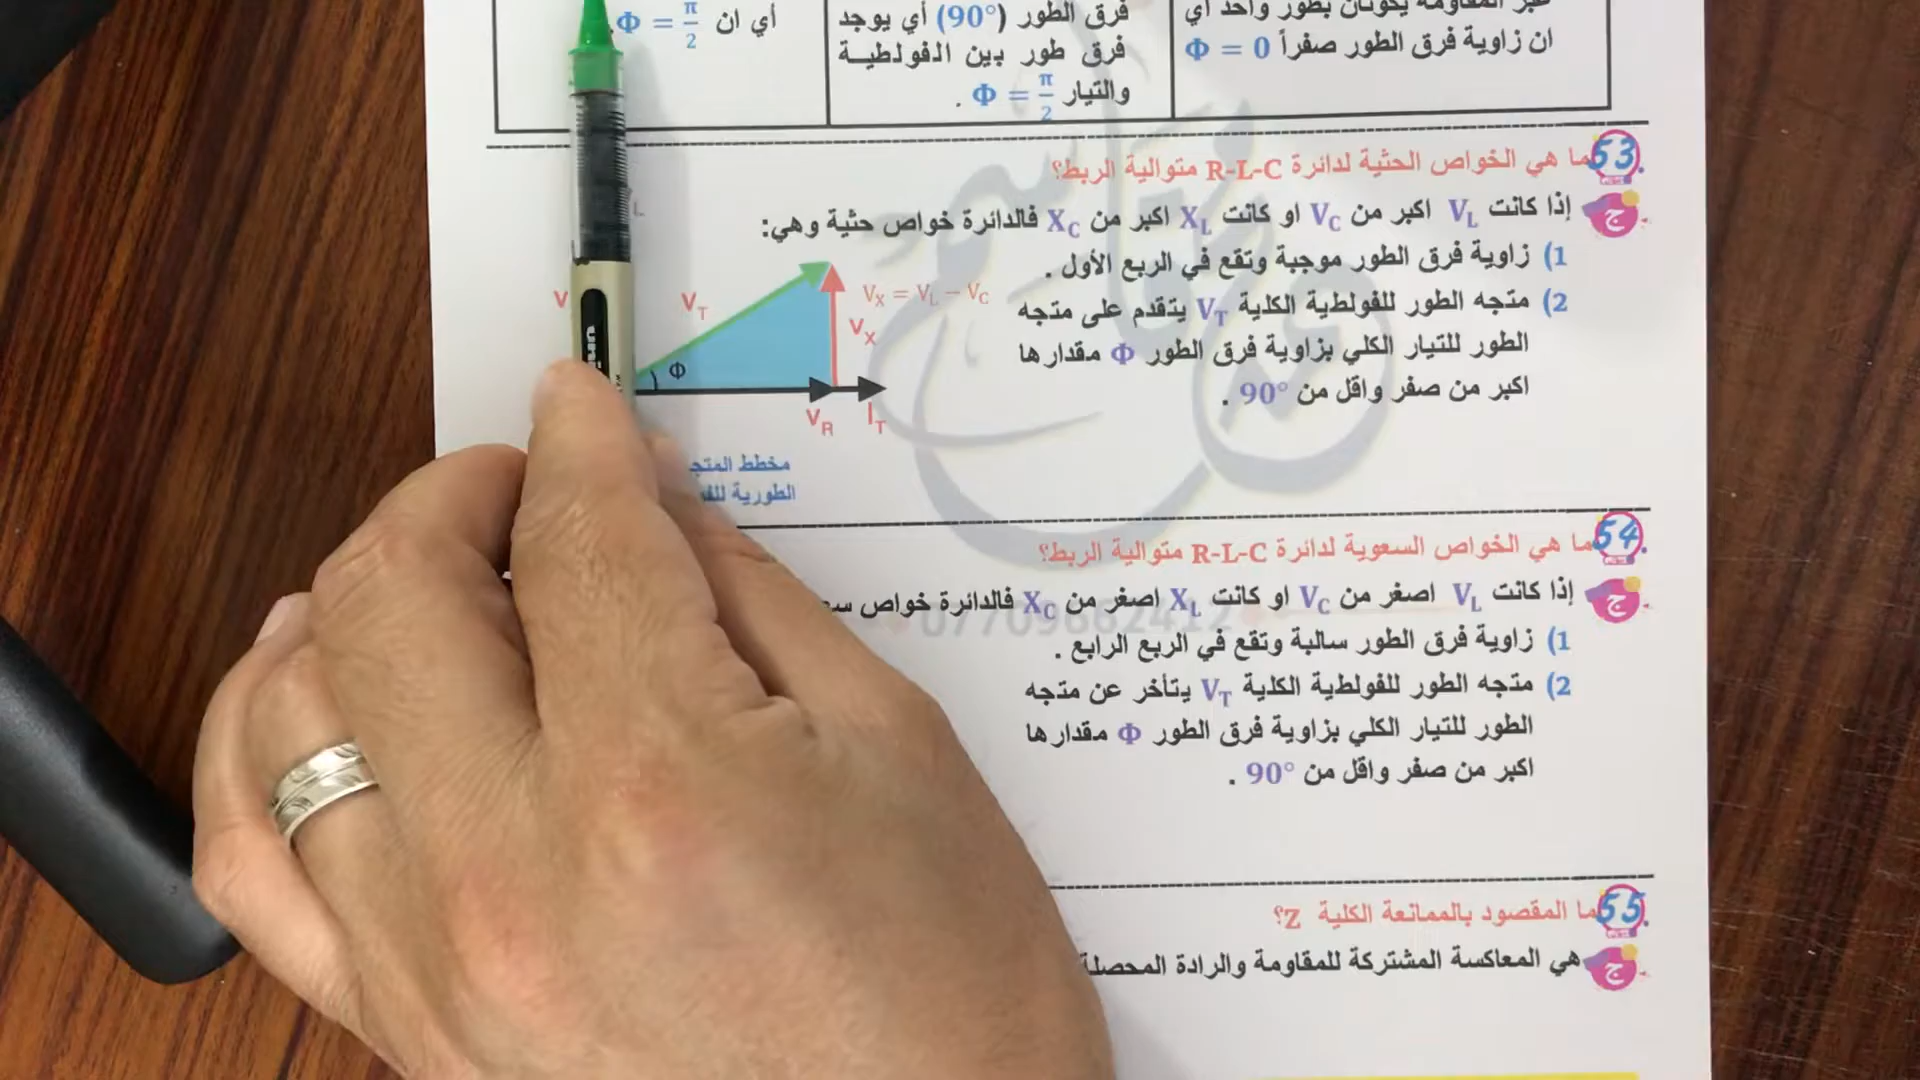 عبر المقاومة يكونان بطور واحد أي
ان زاوية فرق الطور صفراً Φ = 0
فرق الطور (90°) أي يوجد
فرق طور بين الفولطية
والتيار Φ = π/2 .
أي ان Φ = π/2
53
ما هي الخواص الحثية لدائرة R-L-C متوالية الربط؟
ج
إذا كانت VL اكبر من VC او كانت XL اكبر من XC فالدائرة خواص حثية وهي:
1) زاوية فرق الطور موجبة وتقع في الربع الأول .
2) متجه الطور للفولطية الكلية VT يتقدم على متجه
الطور للتيار الكلي بزاوية فرق الطور Φ مقدارها
اكبر من صفر واقل من 90° .
VX = VL − VC
VT
VX
Φ
VR
IT
V
L
مخطط
الطورية
54
ما هي الخواص السعوية لدائرة R-L-C متوالية الربط؟
ج
إذا كانت VL اصغر من VC او كانت XL اصغر من XC فالدائرة خواص
1) زاوية فرق الطور سالبة وتقع في الربع الرابع .
2) متجه الطور للفولطية الكلية VT يتأخر عن متجه
الطور للتيار الكلي بزاوية فرق الطور Φ مقدارها
اكبر من صفر واقل من 90° .
07709662412
55
ما المقصود بالممانعة الكلية Z؟
ج
هي المعاكسة المشتركة للمقاومة والرادة المحصلة